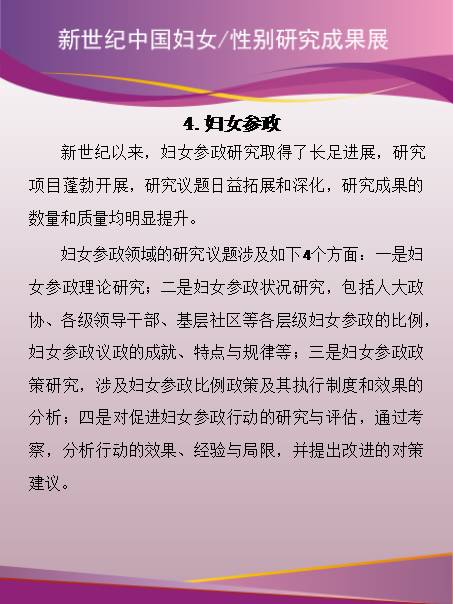 新世纪中国妇女/性别研究成果展
4.妇女参政
新世纪以来，妇女参政研究取得了长足进展，研究
项目蓬勃开展，研究议题日益拓展和深化，研究成果的
数量和质量均明显提升。
妇女参政领域的研究议题涉及如下4个方面：一是妇
女参政理论研究；二是妇女参政状况研究，包括人大政
协、各级领导干部、基层社区等各层级妇女参政的比例，
妇女参政议政的成就、特点与规律等；三是妇女参政政
策研究，涉及妇女参政比例政策及其执行制度和效果的
分析；四是对促进妇女参政行动的研究与评估，通过考
察，分析行动的效果、经验与局限，并提出改进的对策
建议。